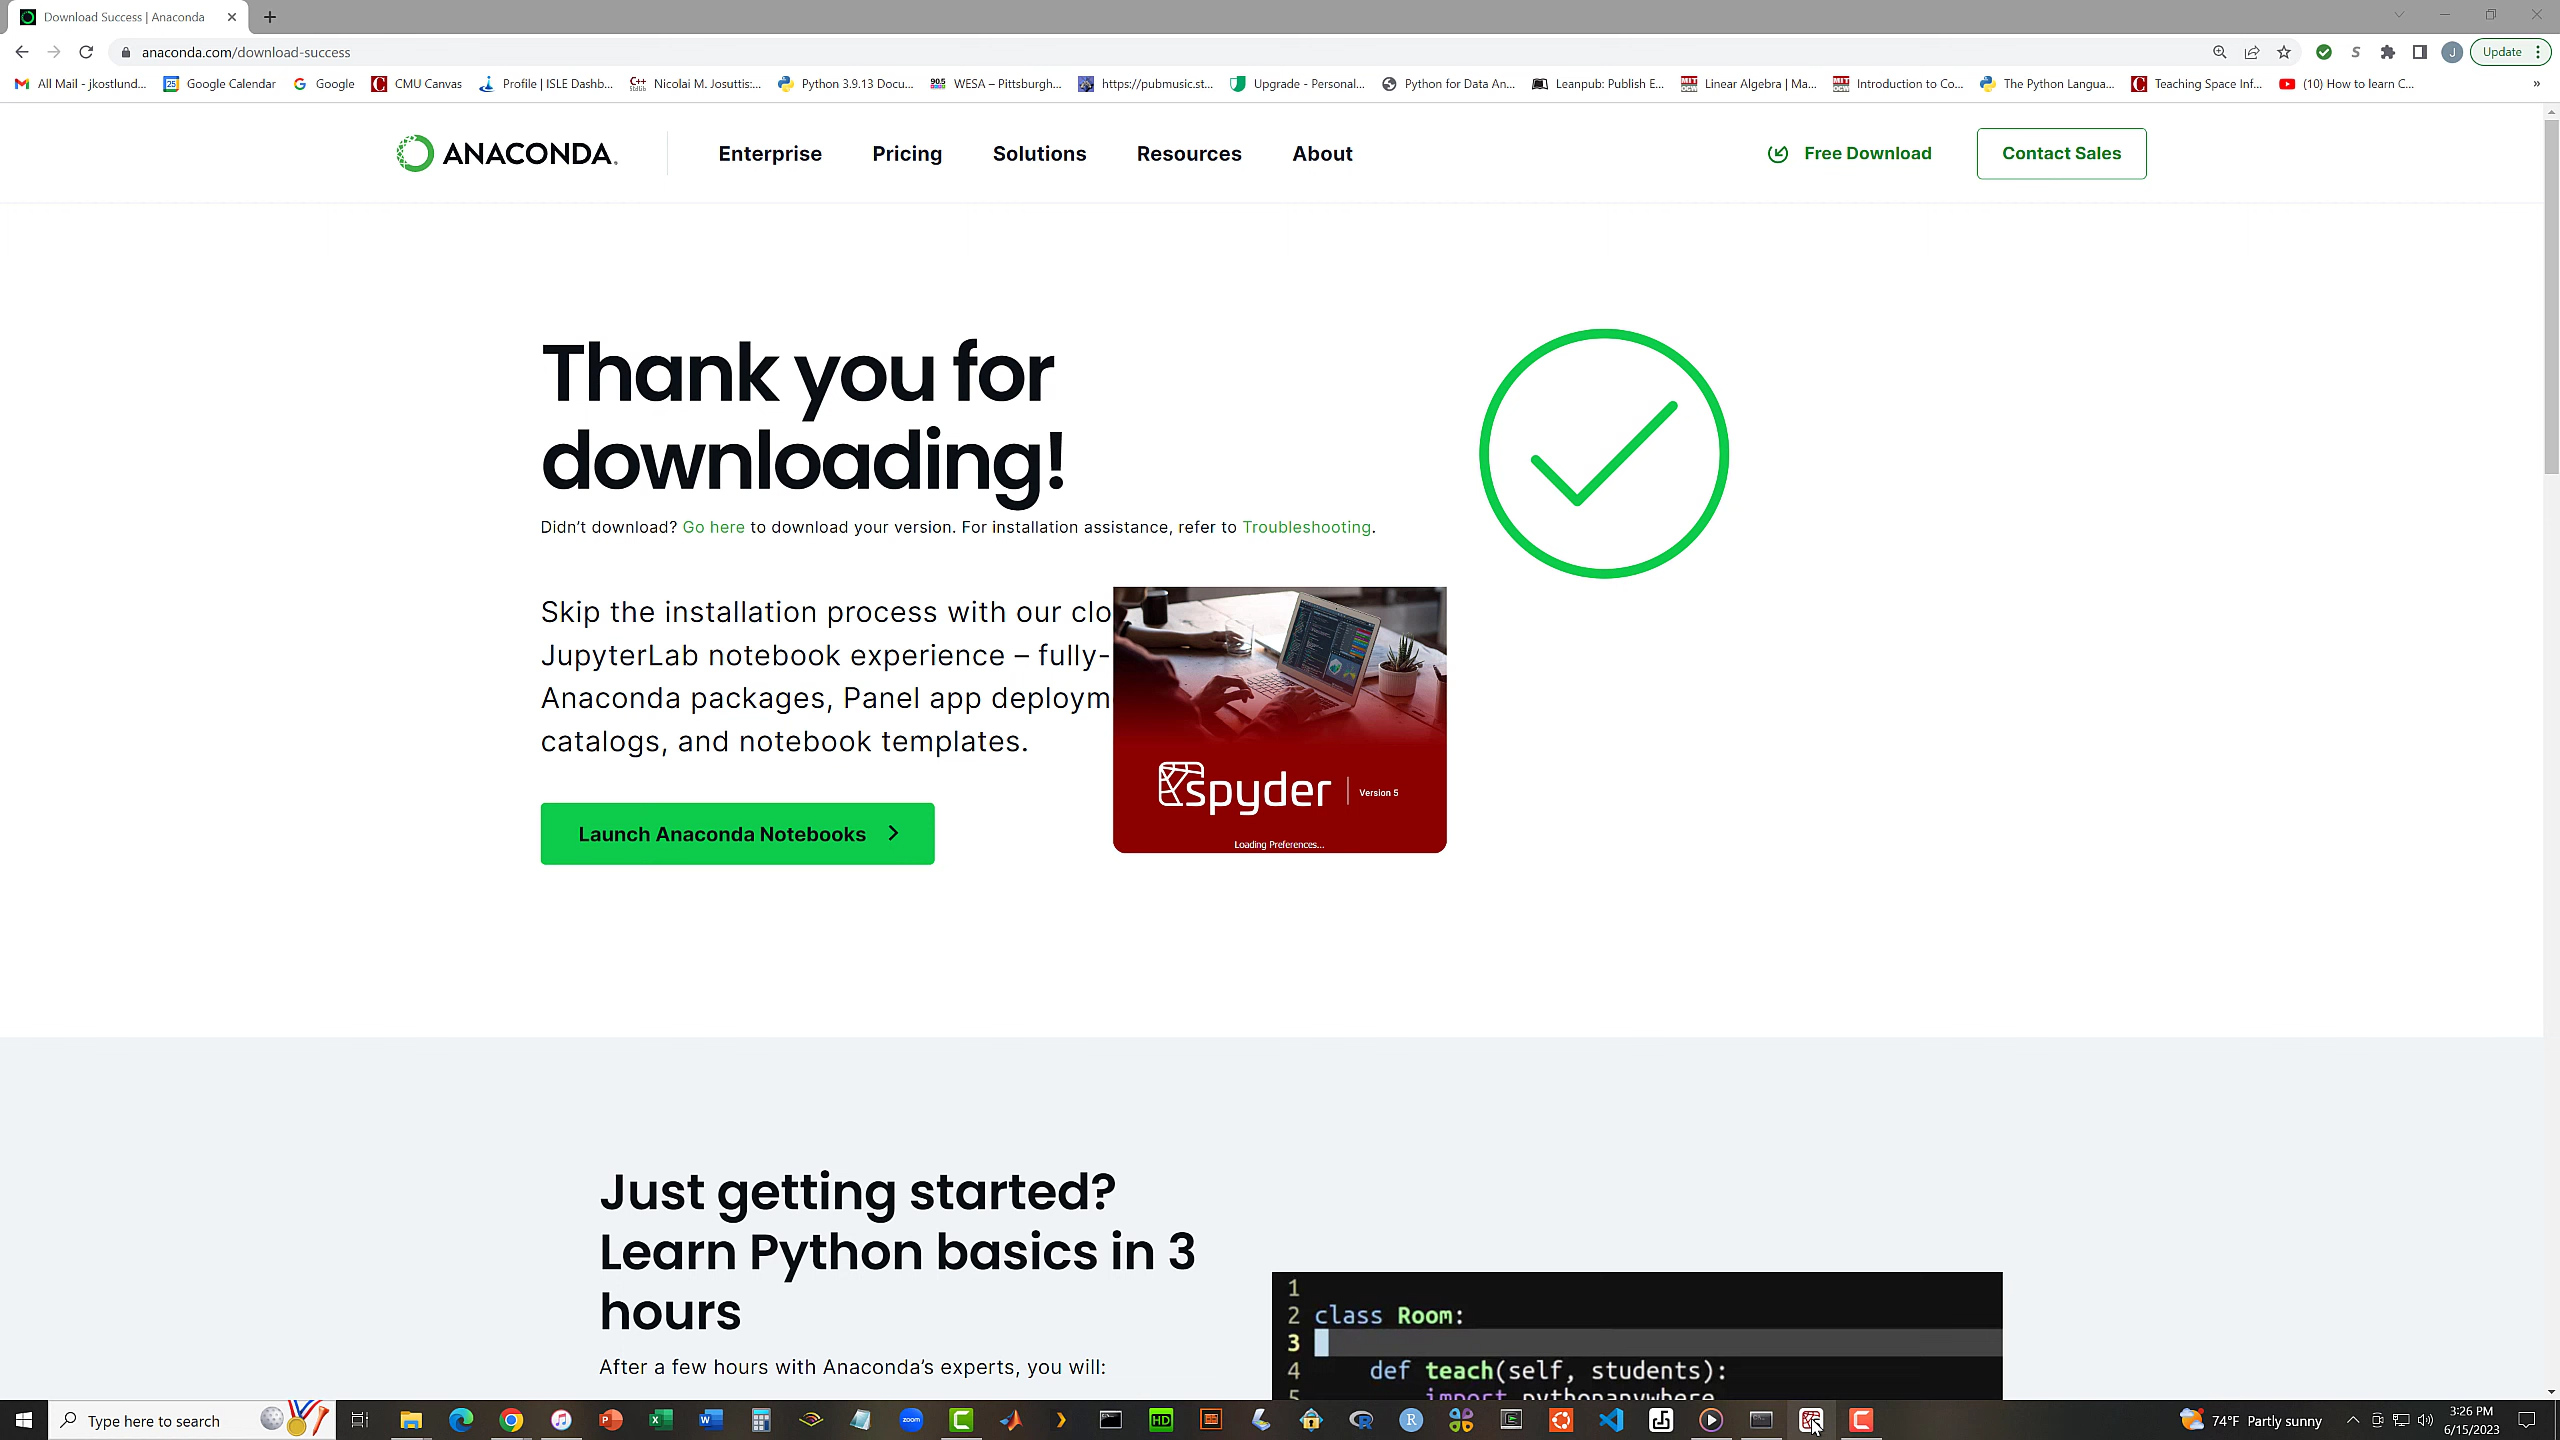 Download Success | Anaconda
anaconda.com/download-success
Update
All Mail - jkostlund...
Google Calendar
Google
CMU Canvas
Profile | ISLE Dashb...
Nicolai M. Josuttis:...
Python 3.9.13 Docu...
WESA – Pittsburgh...
https://pubmusic.st...
Upgrade - Personal...
Python for Data An...
Leanpub: Publish E...
Linear Algebra | Ma...
Introduction to Co...
The Python Langua...
Teaching Space Inf...
(10) How to learn C...
ANACONDA.
Enterprise
Pricing
Solutions
Resources
About
Free Download
Contact Sales
Thank you for
downloading!
Didn’t download? Go here to download your version. For installation assistance, refer to Troubleshooting.
Skip the installation process with our clo
JupyterLab notebook experience – fully-
Anaconda packages, Panel app deploym
catalogs, and notebook templates.
spyder
Version 5
Loading Preferences...
Launch Anaconda Notebooks
Just getting started?
Learn Python basics in 3
hours
After a few hours with Anaconda’s experts, you will:
1
2 class Room:
3
4 def teach(self, students):
5 import pythonanywhere
Type here to search
74°F Partly sunny
3:26 PM
6/15/2023